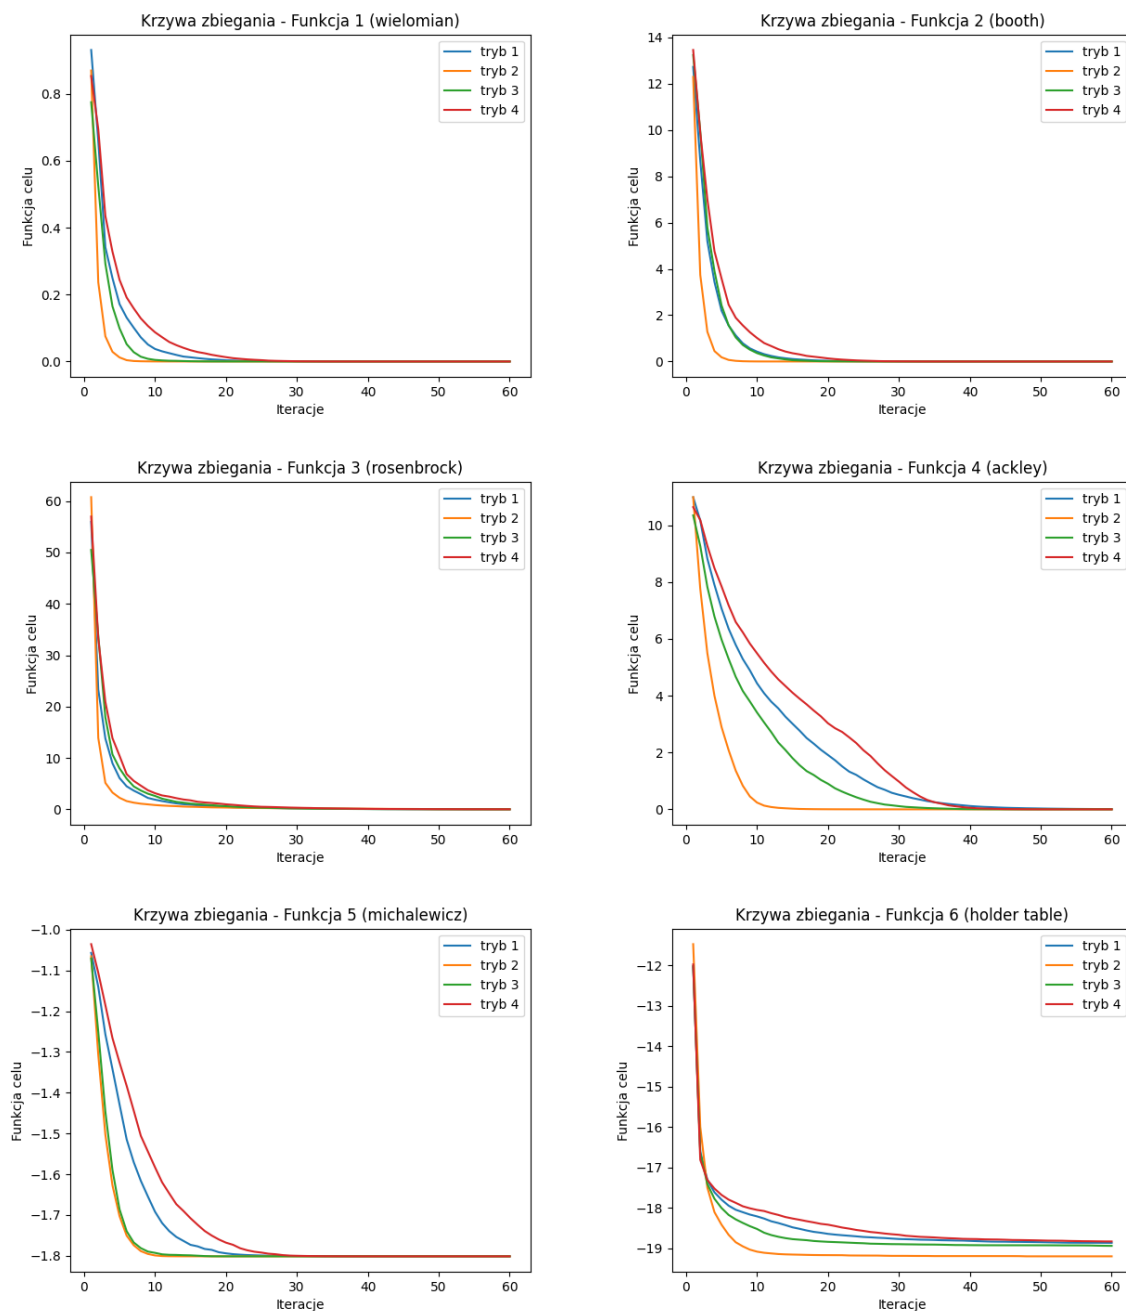 Krzywa zbiegania - Funkcja 1 (wielomian)
Funkcja celu
0.8
0.6
0.4
0.2
0.0
tryb 1
tryb 2
tryb 3
tryb 4
0 10 20 30 40 50 60
Iteracje
Krzywa zbiegania - Funkcja 2 (booth)
Funkcja celu
14
12
10
8
6
4
2
0
tryb 1
tryb 2
tryb 3
tryb 4
0 10 20 30 40 50 60
Iteracje
Krzywa zbiegania - Funkcja 3 (rosenbrock)
Funkcja celu
60
50
40
30
20
10
0
tryb 1
tryb 2
tryb 3
tryb 4
0 10 20 30 40 50 60
Iteracje
Krzywa zbiegania - Funkcja 4 (ackley)
Funkcja celu
10
8
6
4
2
0
tryb 1
tryb 2
tryb 3
tryb 4
0 10 20 30 40 50 60
Iteracje
Krzywa zbiegania - Funkcja 5 (michalewicz)
Funkcja celu
−1.0
−1.1
−1.2
−1.3
−1.4
−1.5
−1.6
−1.7
−1.8
tryb 1
tryb 2
tryb 3
tryb 4
0 10 20 30 40 50 60
Iteracje
Krzywa zbiegania - Funkcja 6 (holder table)
Funkcja celu
−12
−13
−14
−15
−16
−17
−18
−19
tryb 1
tryb 2
tryb 3
tryb 4
0 10 20 30 40 50 60
Iteracje